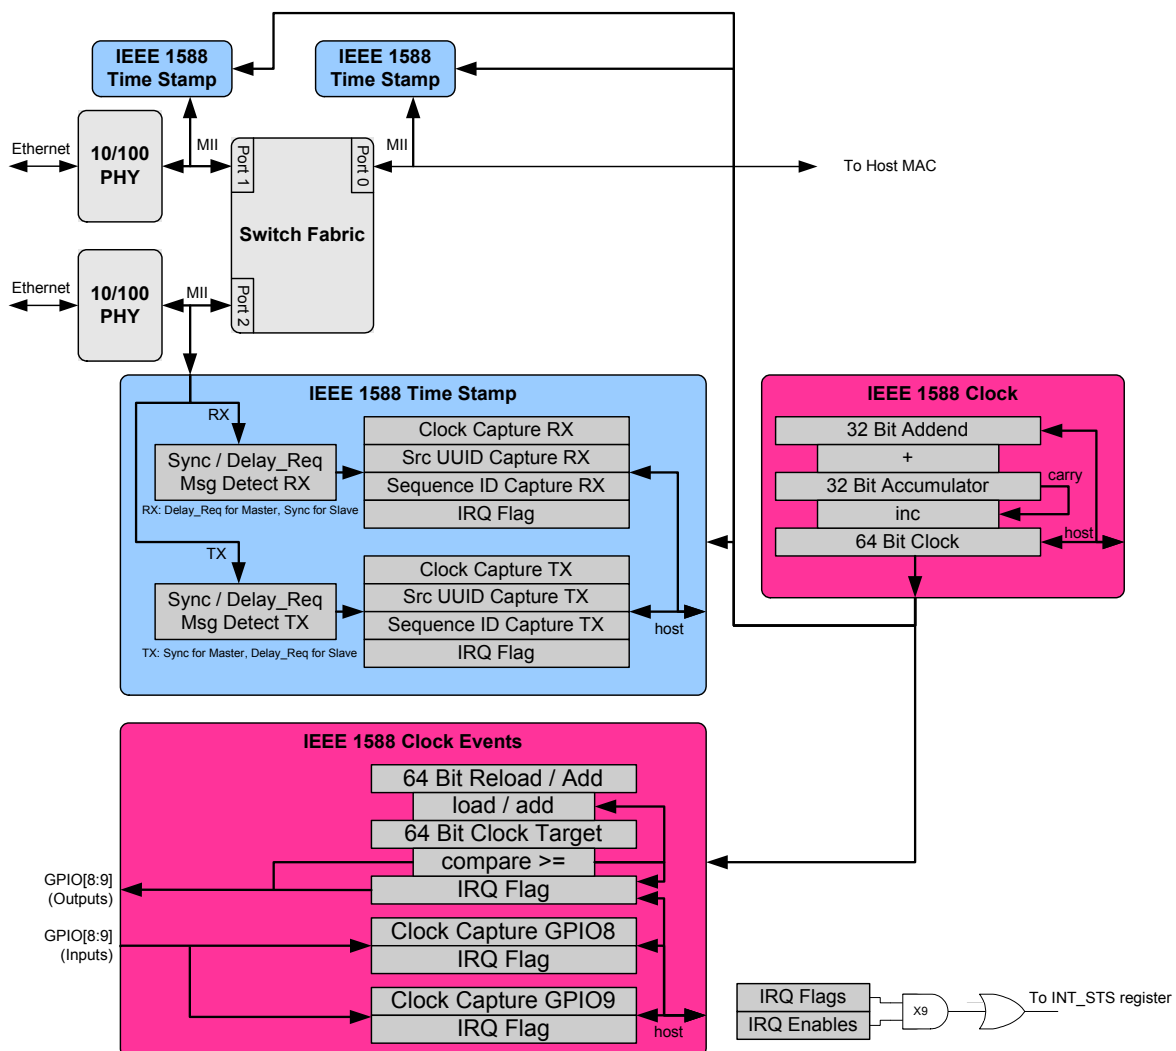 IEEE 1588
Time Stamp
IEEE 1588
Time Stamp
Ethernet
10/100
PHY
MII
Port 1
Port 0
MII
To Host MAC
Switch Fabric
Ethernet
10/100
PHY
MII
Port 2
IEEE 1588 Time Stamp
RX
Sync / Delay_Req
Msg Detect RX
RX: Delay_Req for Master, Sync for Slave
Clock Capture RX
Src UUID Capture RX
Sequence ID Capture RX
IRQ Flag
TX
Sync / Delay_Req
Msg Detect TX
TX: Sync for Master, Delay_Req for Slave
Clock Capture TX
Src UUID Capture TX
Sequence ID Capture TX
IRQ Flag
host
IEEE 1588 Clock
32 Bit Addend
+
32 Bit Accumulator
carry
inc
64 Bit Clock
host
IEEE 1588 Clock Events
64 Bit Reload / Add
load / add
64 Bit Clock Target
compare >=
IRQ Flag
GPIO[8:9]
(Outputs)
GPIO[8:9]
(Inputs)
Clock Capture GPIO8
IRQ Flag
Clock Capture GPIO9
IRQ Flag
host
IRQ Flags
IRQ Enables
X9
To INT_STS register